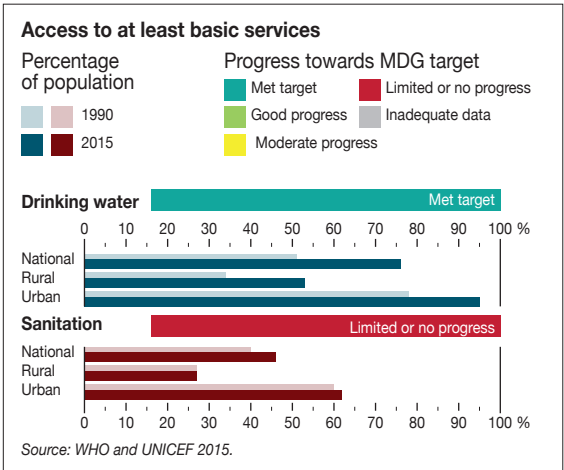 Access to at least basic services
Percentage
of population
1990
2015
Progress towards MDG target
Met target
Limited or no progress
Good progress
Inadequate data
Moderate progress
Drinking water
Met target
0 10 20 30 40 50 60 70 80 90 100 %
National
Rural
Urban
Sanitation
Limited or no progress
National
Rural
Urban
0 10 20 30 40 50 60 70 80 90 100 %
Source: WHO and UNICEF 2015.